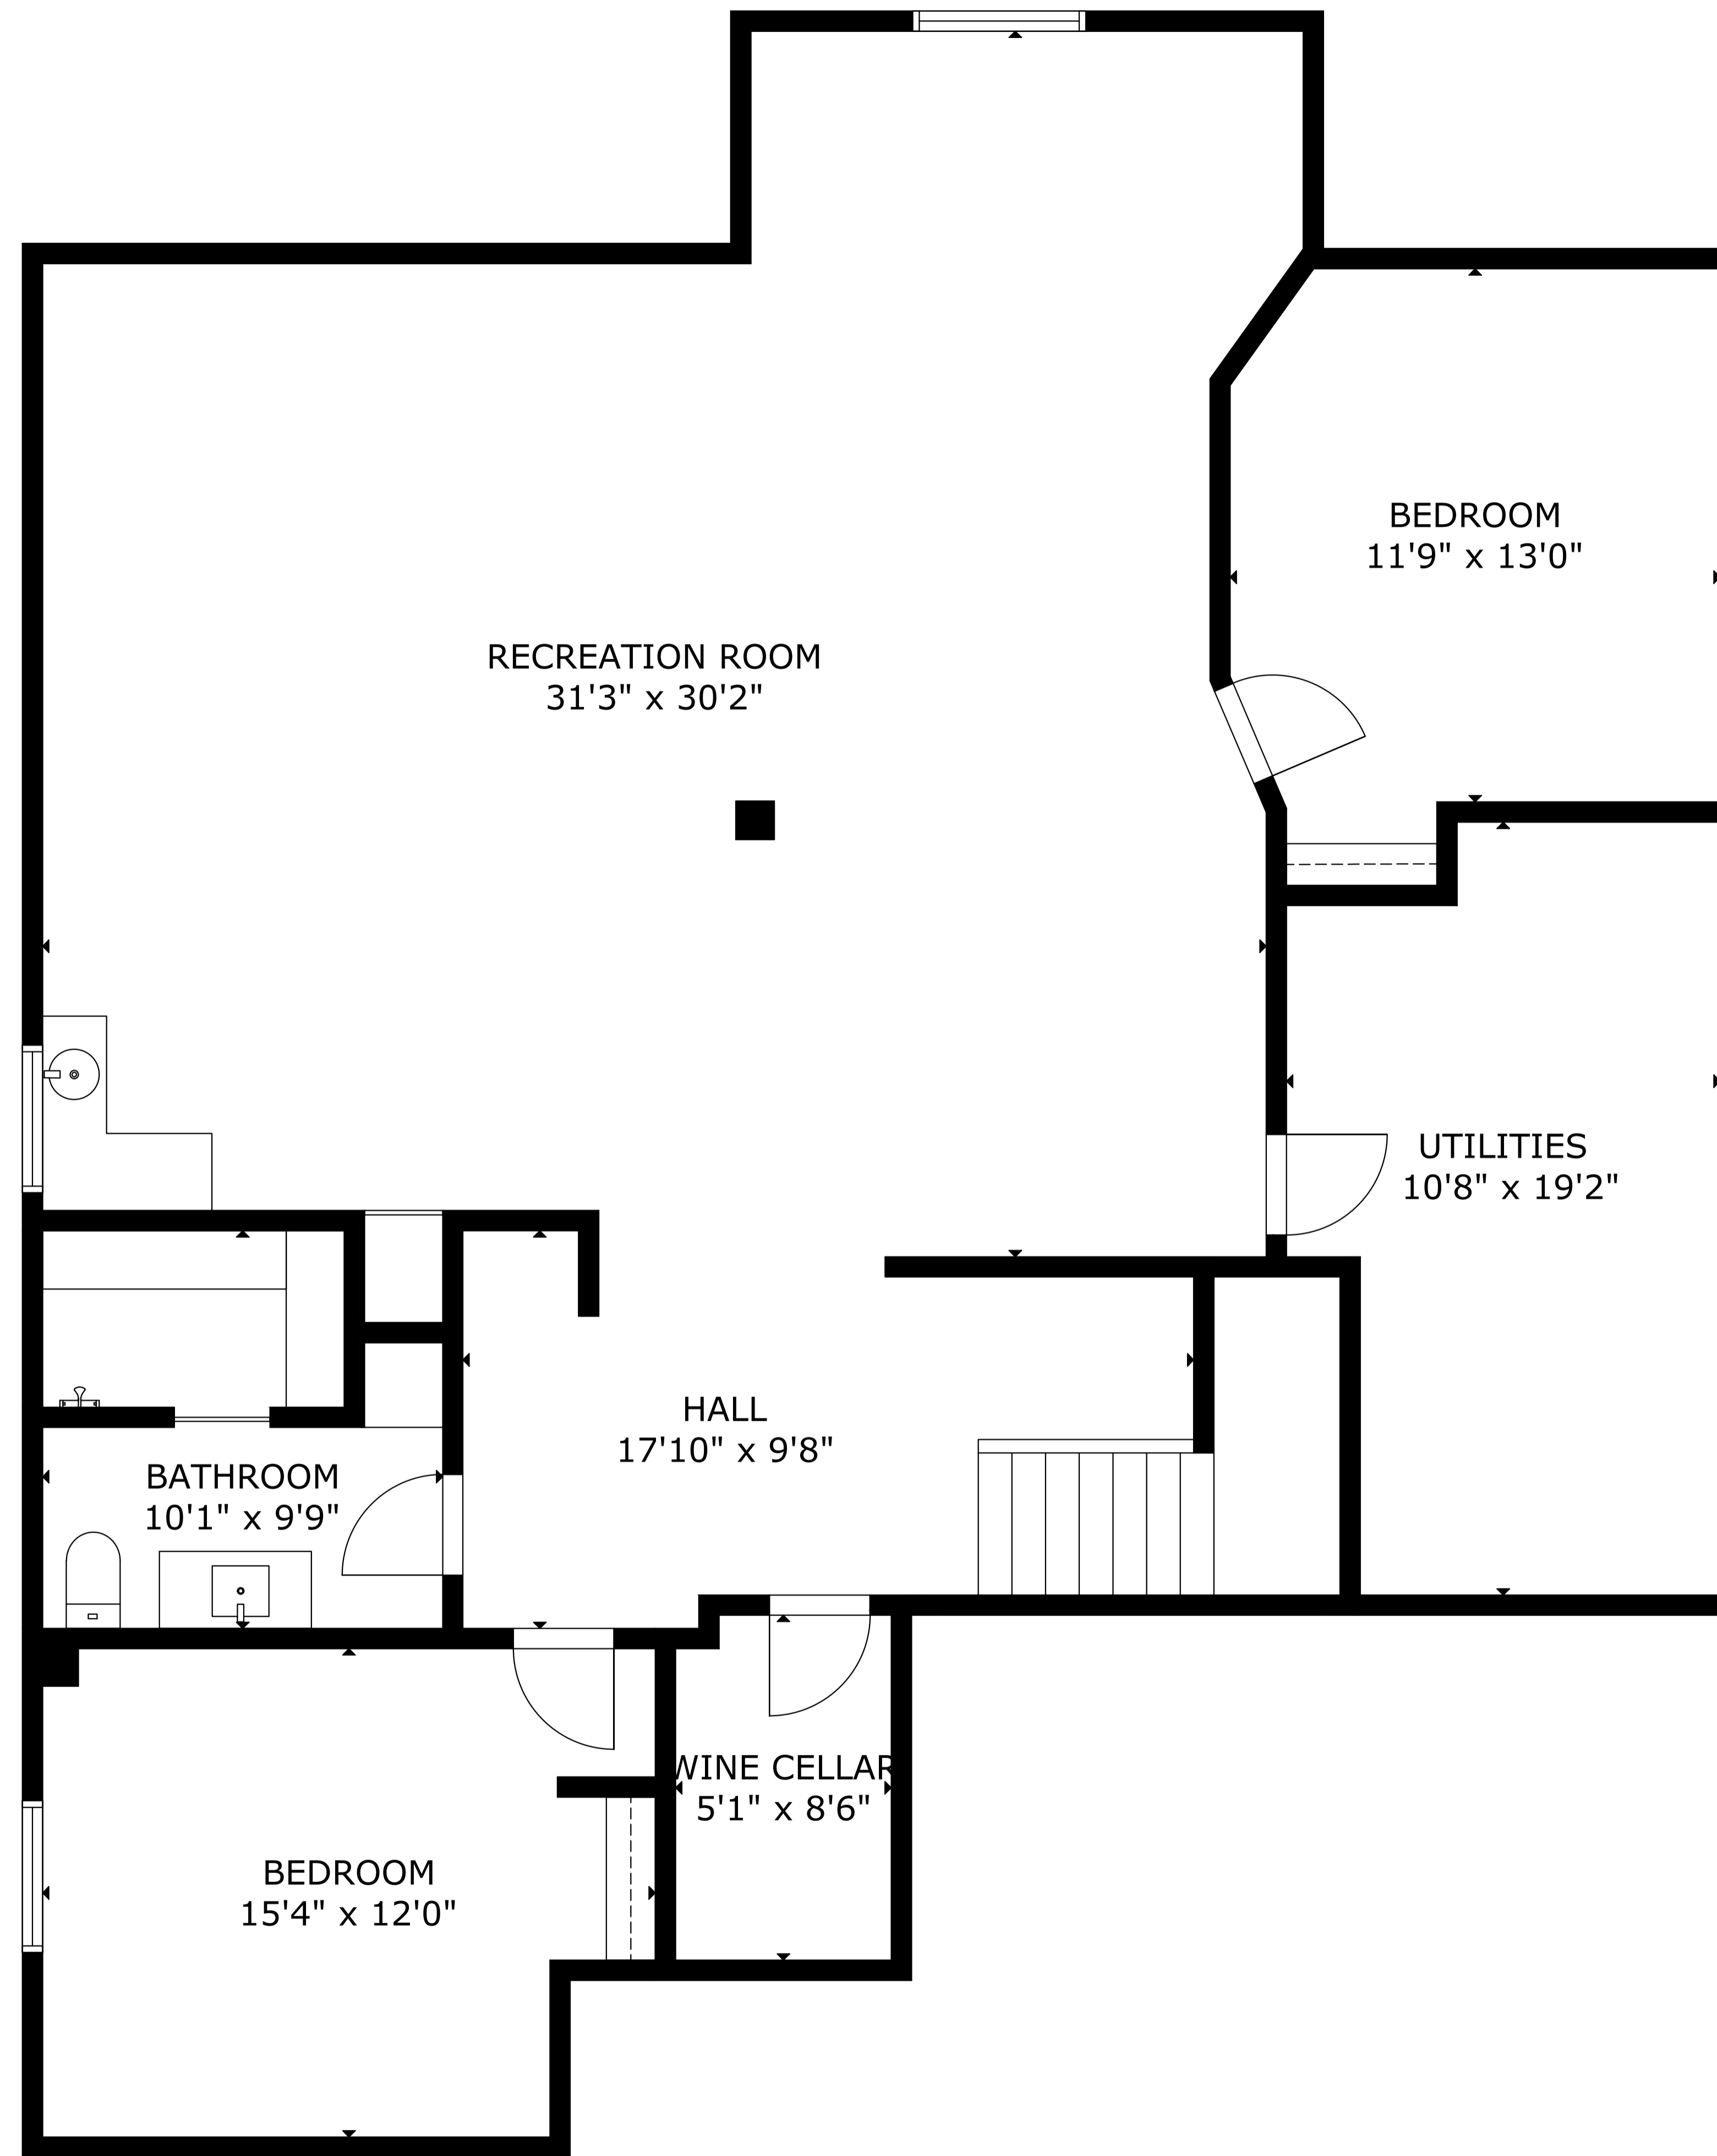 BEDROOM
11'9" x 13'0"
RECREATION ROOM
31'3" x 30'2"
UTILITIES
10'8" x 19'2"
HALL
17'10" x 9'8"
BATHROOM
10'1" x 9'9"
WINE CELLAR
5'1" x 8'6"
BEDROOM
15'4" x 12'0"